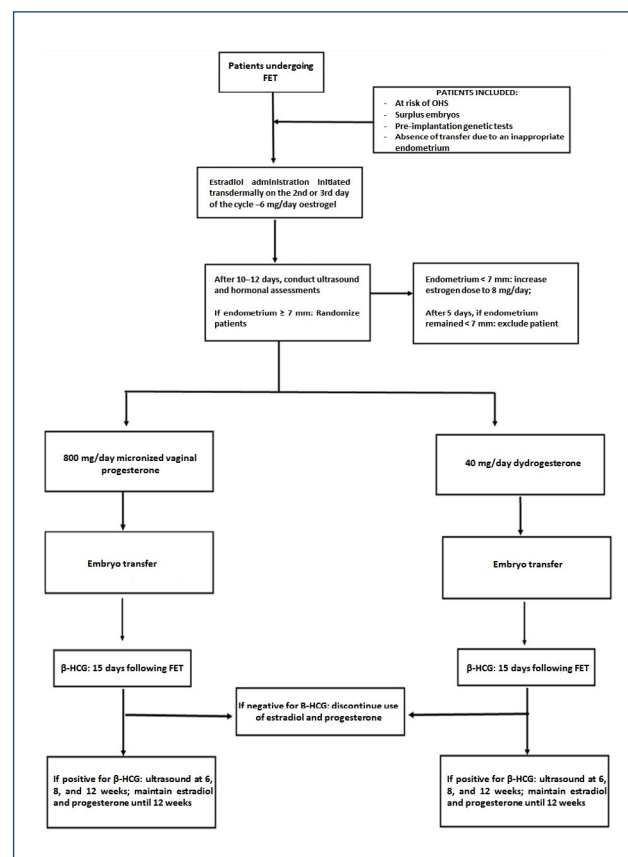 Patients undergoing
FET
PATIENTS INCLUDED:
- At risk of OHS
- Surplus embryos
- Pre-implantation genetic tests
- Absence of transfer due to an inappropriate
endometrium
Estradiol administration initiated
transdermally on the 2nd or 3rd day
of the cycle –6 mg/day oestrogel
After 10–12 days, conduct ultrasound
and hormonal assessments
If endometrium ≥ 7 mm: Randomize
patients
Endometrium < 7 mm: increase
estrogen dose to 8 mg/day;
After 5 days, if endometrium
remained < 7 mm: exclude patient
800 mg/day micronized vaginal
progesterone
40 mg/day dydrogesterone
Embryo transfer
Embryo transfer
β-HCG: 15 days following FET
β-HCG: 15 days following FET
If negative for B-HCG: discontinue use
of estradiol and progesterone
If positive for β-HCG: ultrasound at 6,
8, and 12 weeks; maintain estradiol
and progesterone until 12 weeks
If positive for β-HCG: ultrasound at 6,
8, and 12 weeks; maintain estradiol
and progesterone until 12 weeks